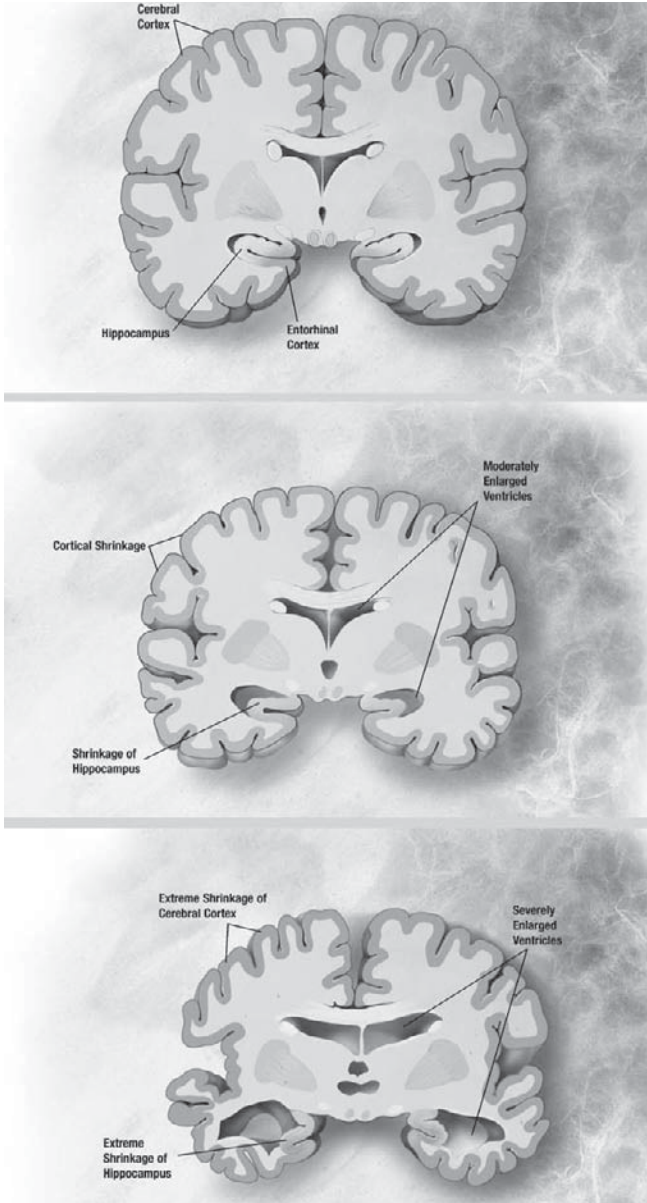 Cerebral
Cortex
Hippocampus
Entorhinal
Cortex
Moderately
Enlarged
Ventricles
Cortical Shrinkage
Shrinkage of
Hippocampus
Extreme Shrinkage of
Cerebral Cortex
Severely
Enlarged
Ventricles
Extreme
Shrinkage of
Hippocampus